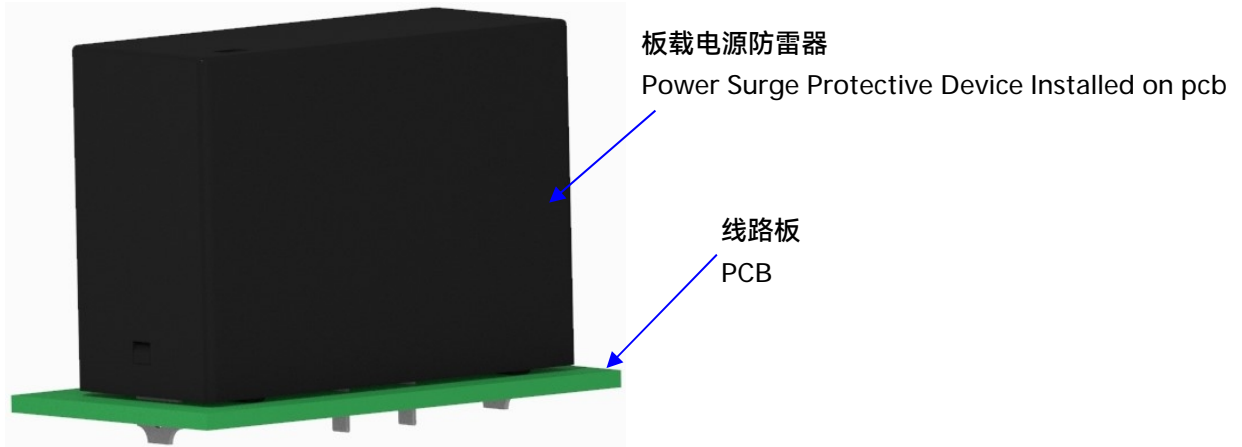 板载电源防雷器
Power Surge Protective Device Installed on pcb
线路板
PCB